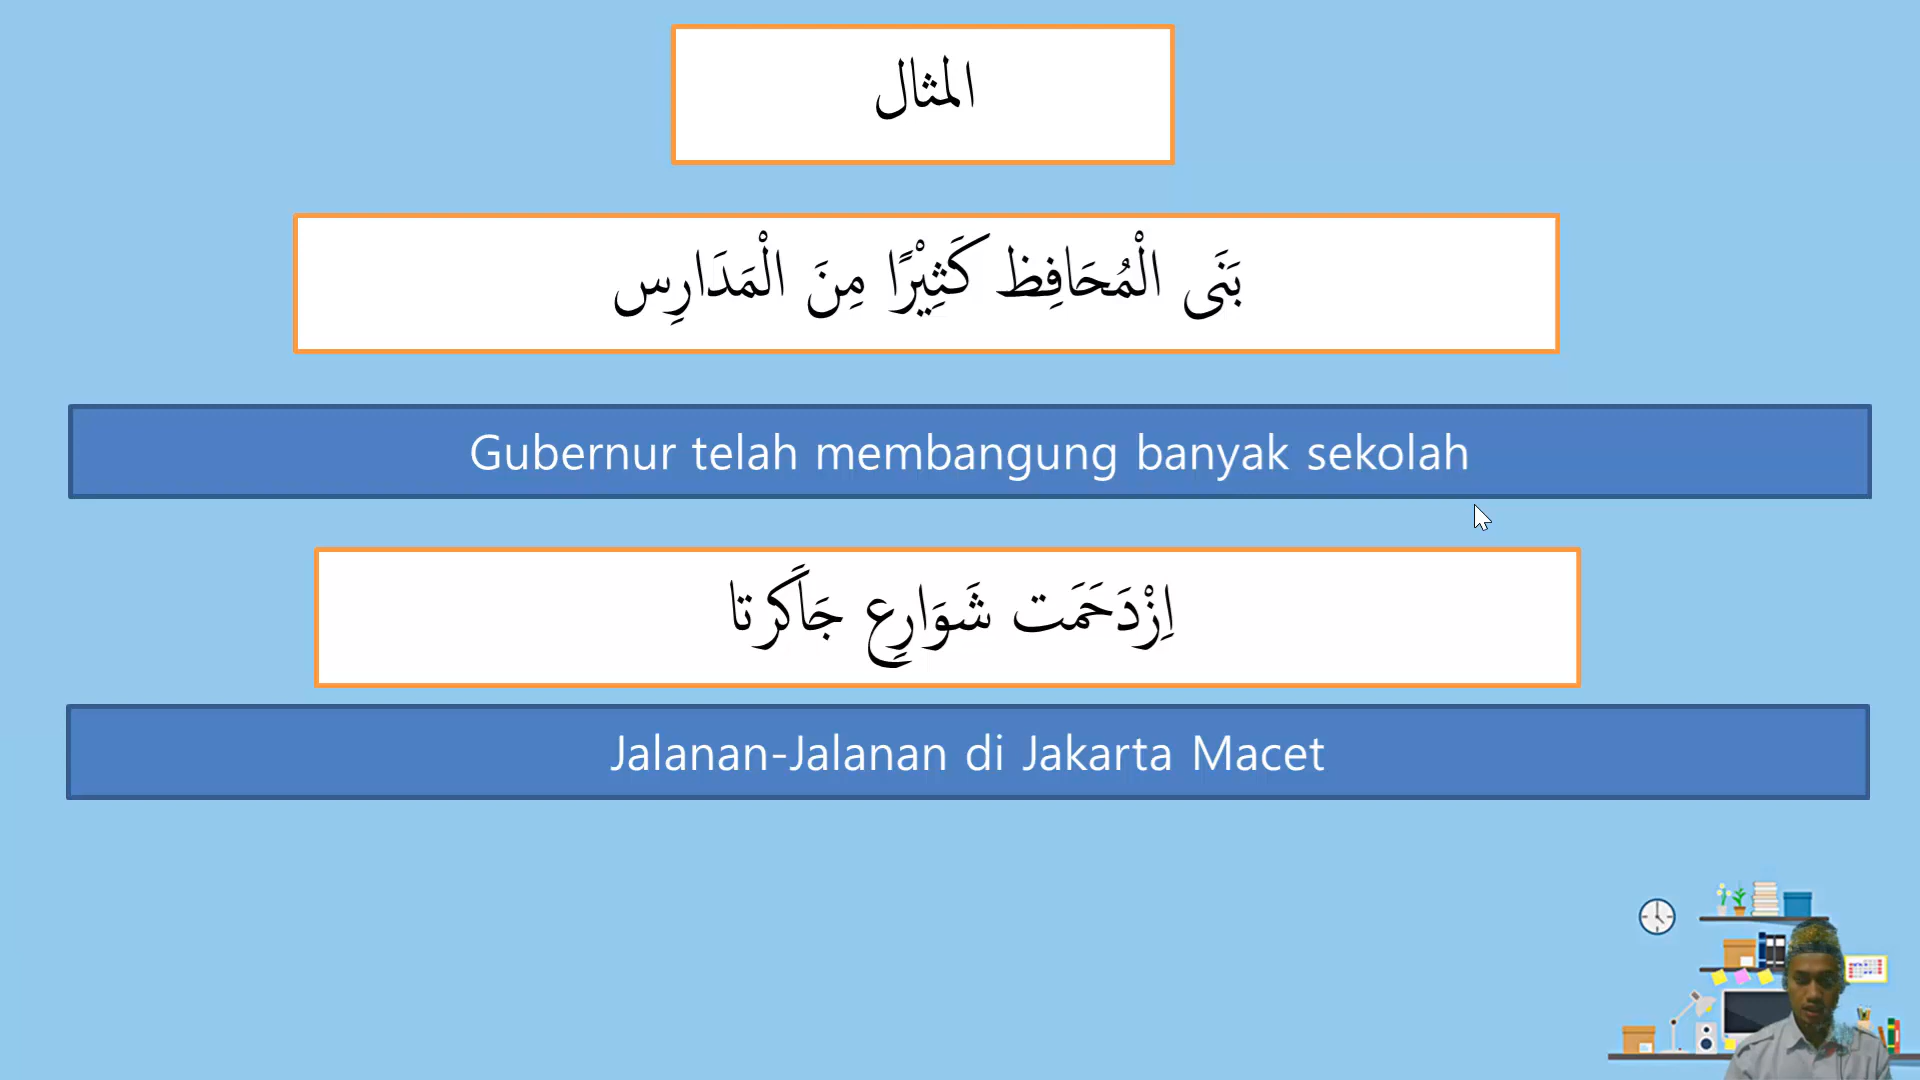 المثال
بَنَى الْمُحَافِظ كَثِيْرًا مِنَ الْمَدَارِس
Gubernur telah membangung banyak sekolah
اِزْدَحَمَت شَوَارِع جَاكَرتا
Jalanan-Jalanan di Jakarta Macet